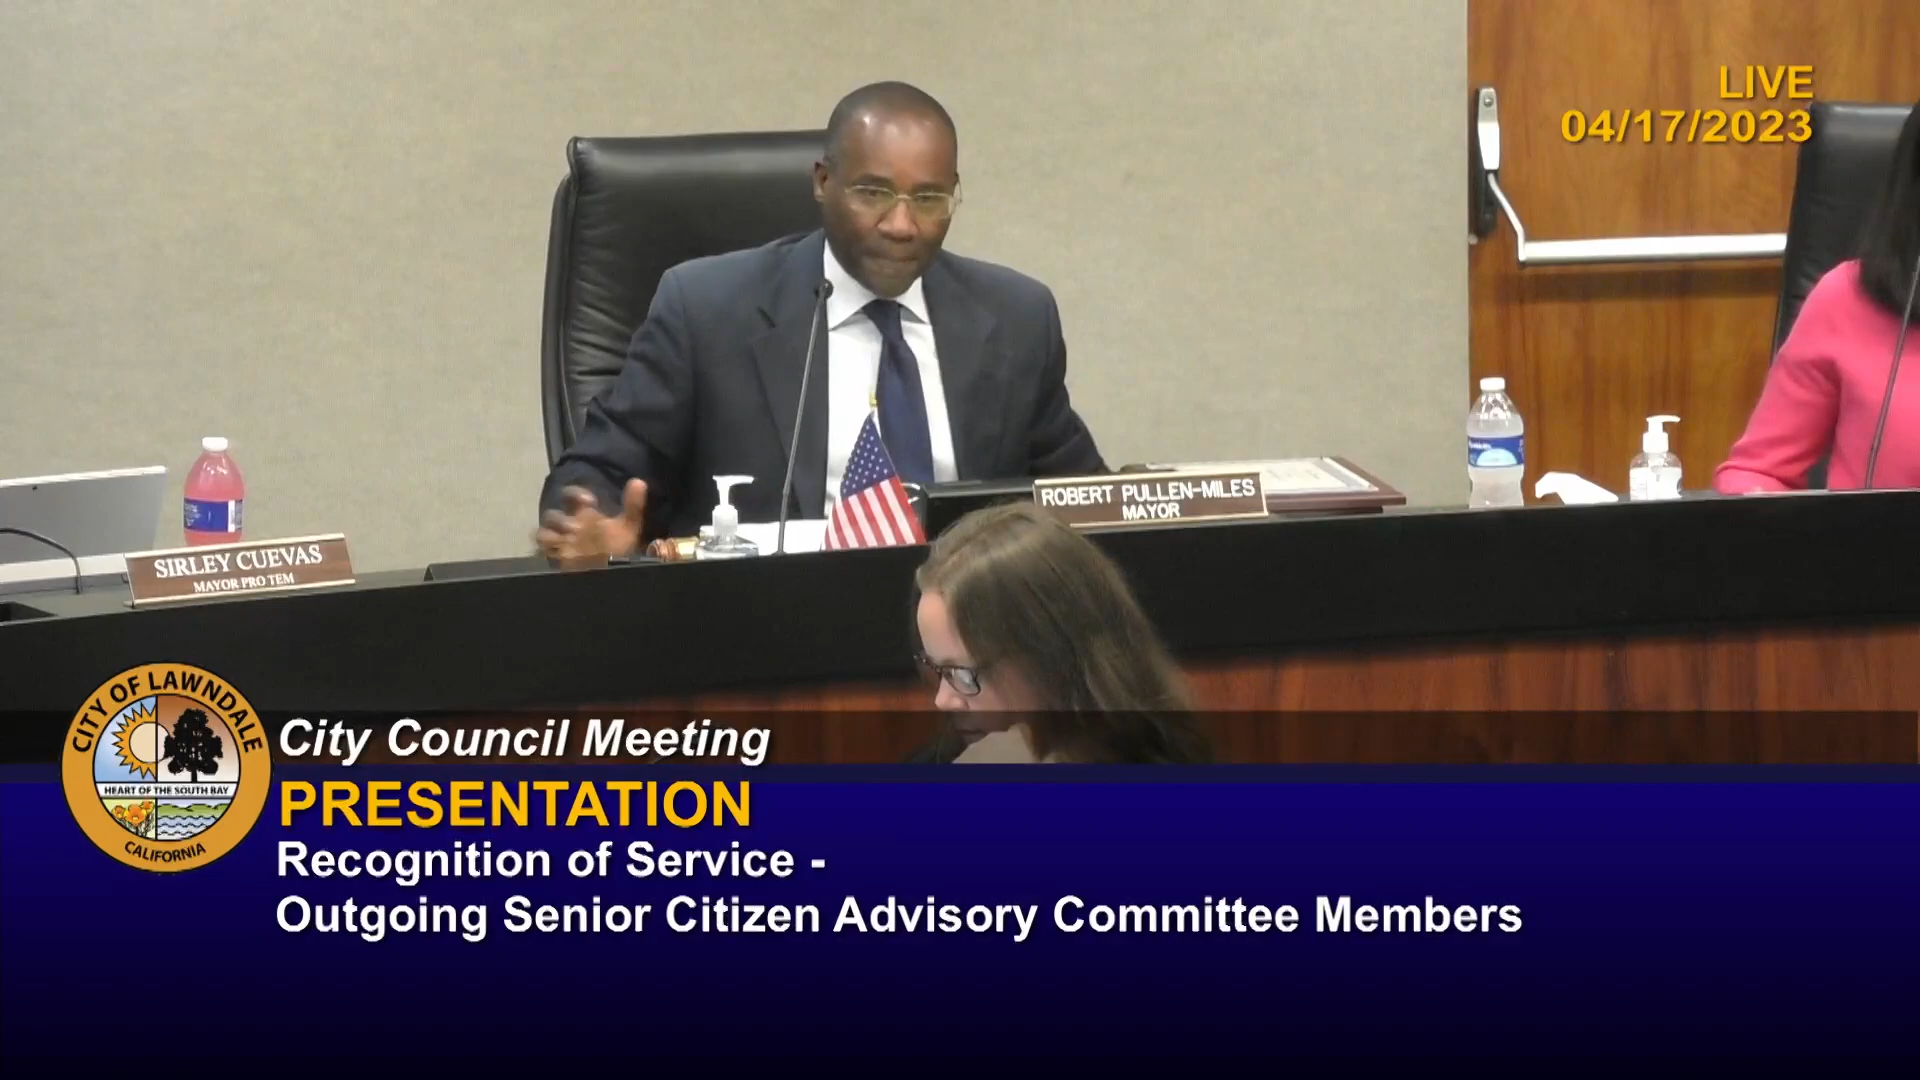 LIVE
04/17/2023
ROBERT PULLEN-MILES
MAYOR
SIRLEY CUEVAS
MAYOR PRO TEM
CITY OF LAWNDALE
HEART OF THE SOUTH BAY
CALIFORNIA
City Council Meeting
PRESENTATION
Recognition of Service -
Outgoing Senior Citizen Advisory Committee Members